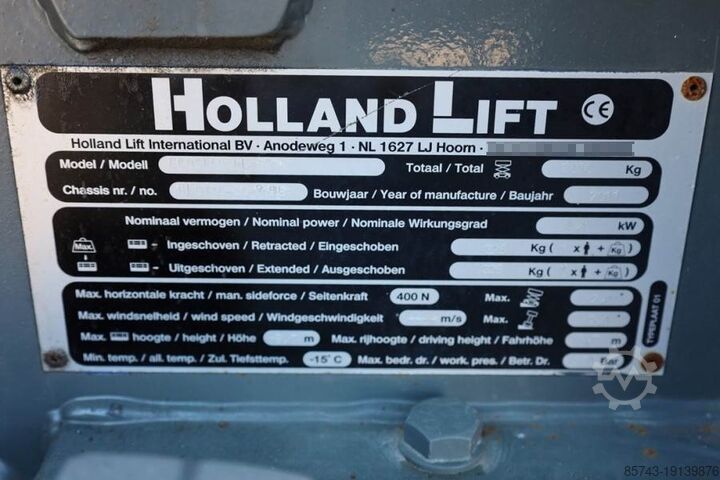 HOLLAND LIFT CE
Holland Lift International BV · Anodeweg 1 · NL 1627 LJ Hoorn ·
Model / Modell Totaal / Total Kg
Chassis nr. / no. Bouwjaar / Year of manufacture / Baujahr
Nominaal vermogen / Nominal power / Nominale Wirkungsgrad kW
Max. - Ingeschoven / Retracted / Eingeschoben Kg ( x + Kg )
- Uitgeschoven / Extended / Ausgeschoben Kg ( x + Kg )
Max. horizontale kracht / man. sideforce / Seitenkraft 400 N Max.
Max. windsnelheid / wind speed / Windgeschwindigkeit m/s Max.
Max. hoogte / height / Höhe m Max. rijhoogte / driving height / Fahrhöhe m
Min. temp. / all. temp. / Zul. Tiefsttemp. -15°C Max. bedr. dr. / work. pres. / Betr. Dr. Bar
TYPEPLAAT 01
85743-19139876